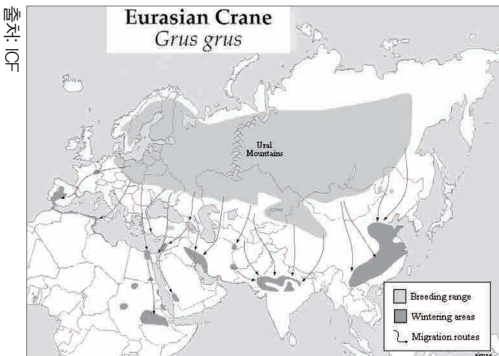 출처: ICF
Eurasian Crane
Grus grus
Ural
Mountains
Breeding range
Wintering areas
Migration routes